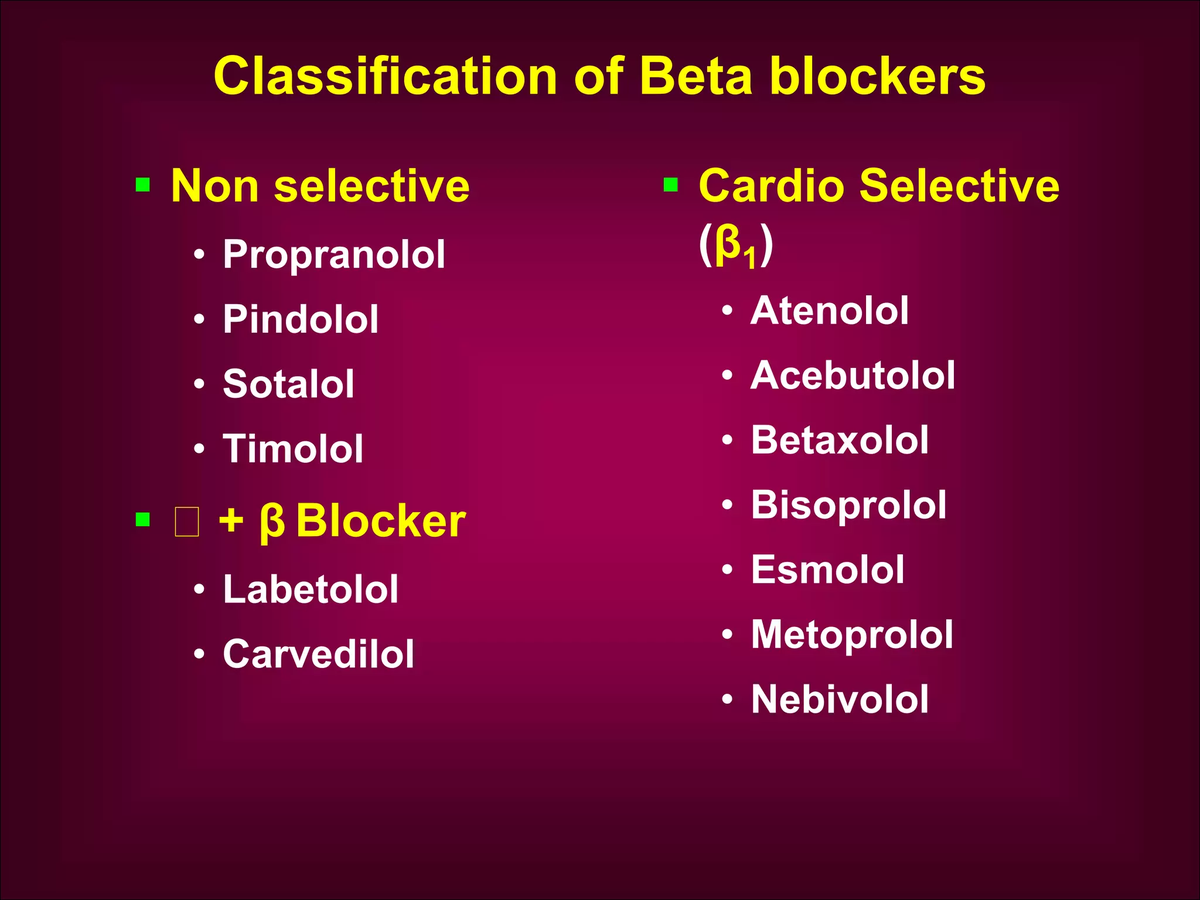 Classification of Beta blockers
▪ Non selective
• Propranolol
• Pindolol
• Sotalol
• Timolol
▪ □ + β Blocker
• Labetolol
• Carvedilol
▪ Cardio Selective
(β₁)
• Atenolol
• Acebutolol
• Betaxolol
• Bisoprolol
• Esmolol
• Metoprolol
• Nebivolol